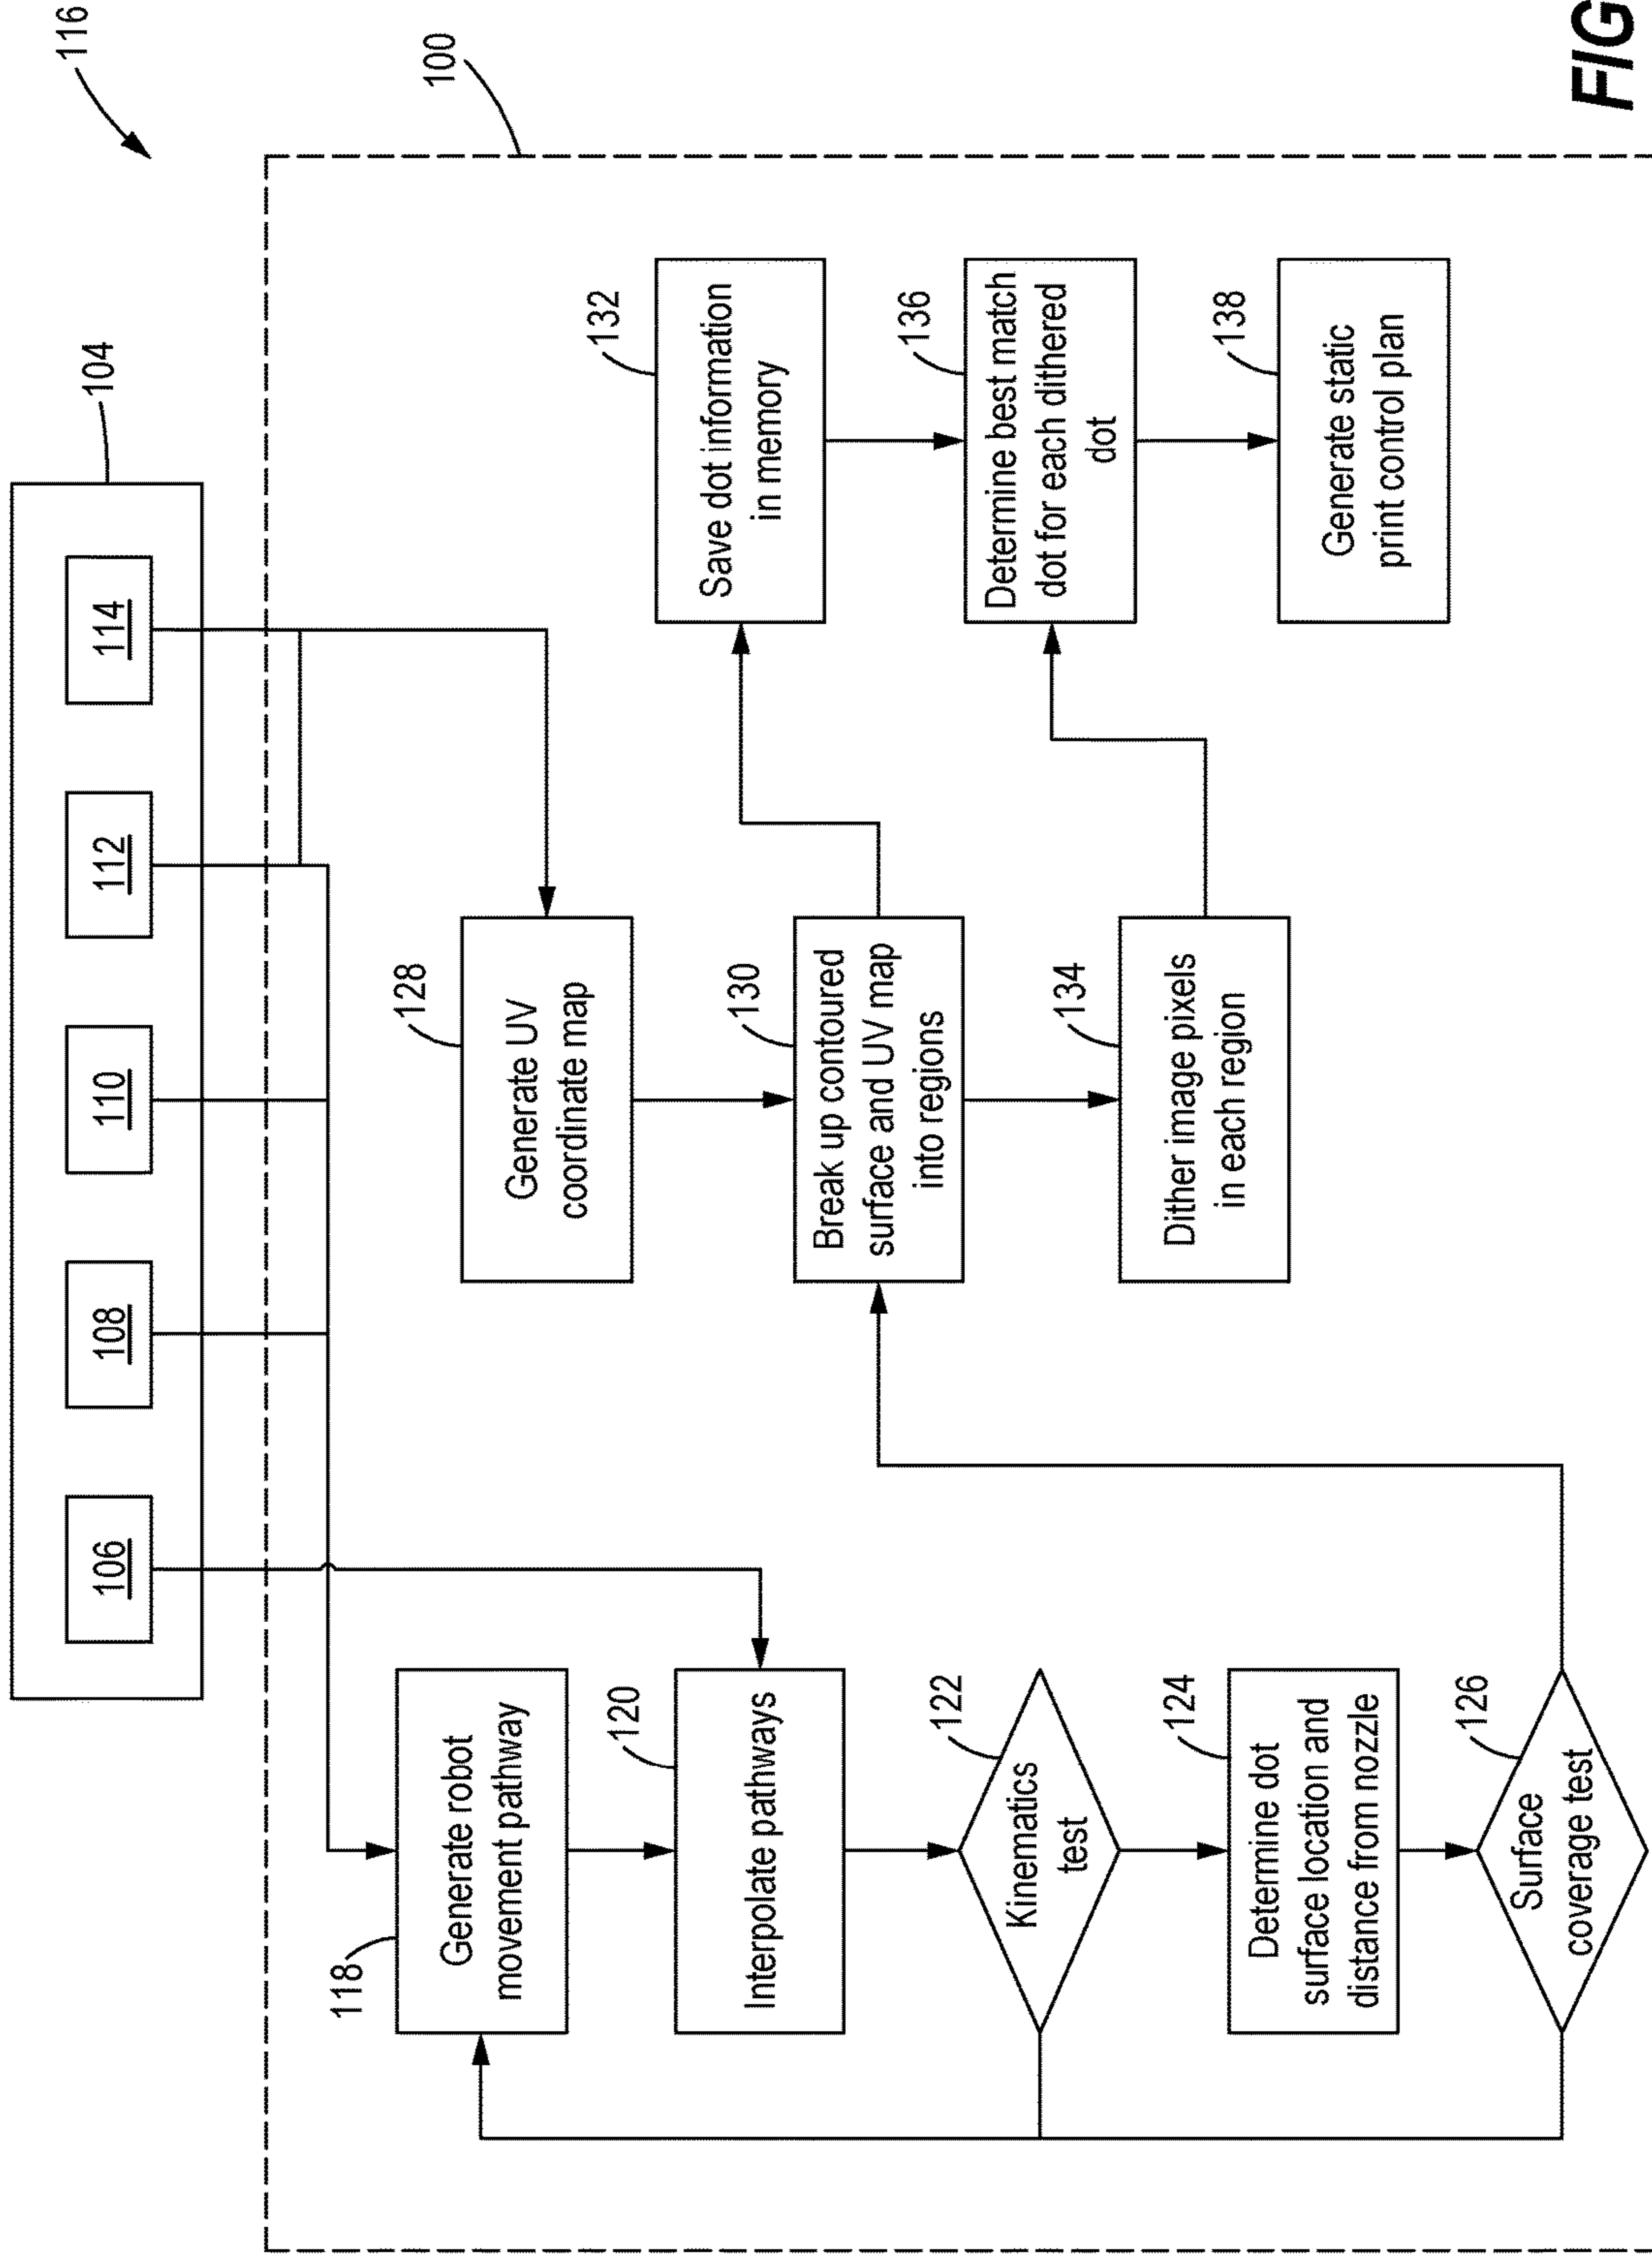 116
104
106
108
110
112
114
100
118
Generate robot
movement pathway
120
Interpolate pathways
122
Kinematics
test
124
Determine dot
surface location and
distance from nozzle
126
Surface
coverage test
128
Generate UV
coordinate map
130
Break up contoured
surface and UV map
into regions
134
Dither image pixels
in each region
132
Save dot information
in memory
136
Determine best match
dot for each dithered
dot
138
Generate static
print control plan
FIG